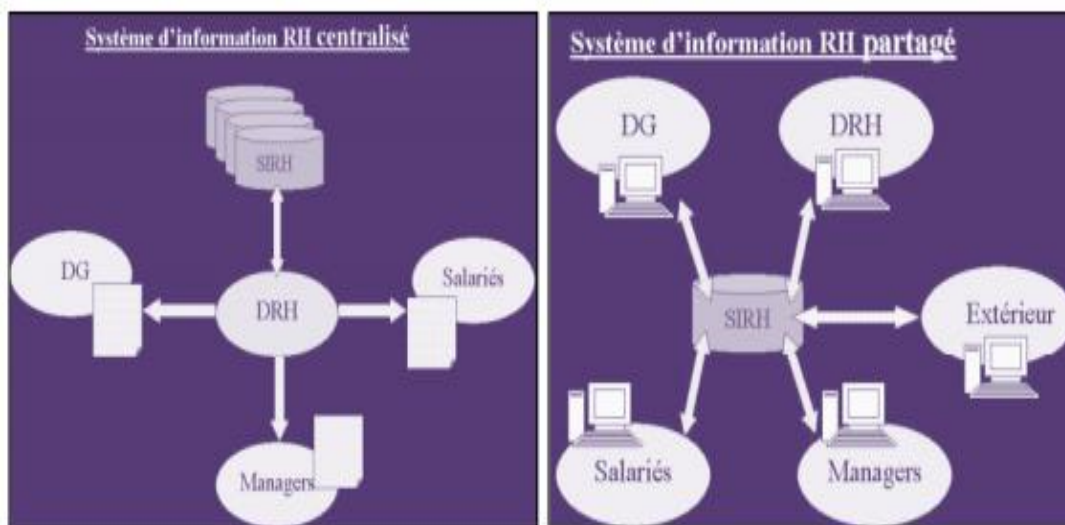 Système d'information RH centralisé
SIRH
DG
DRH
Salariés
Managers
Système d'information RH partagé
DG
DRH
SIRH
Extérieur
Salariés
Managers